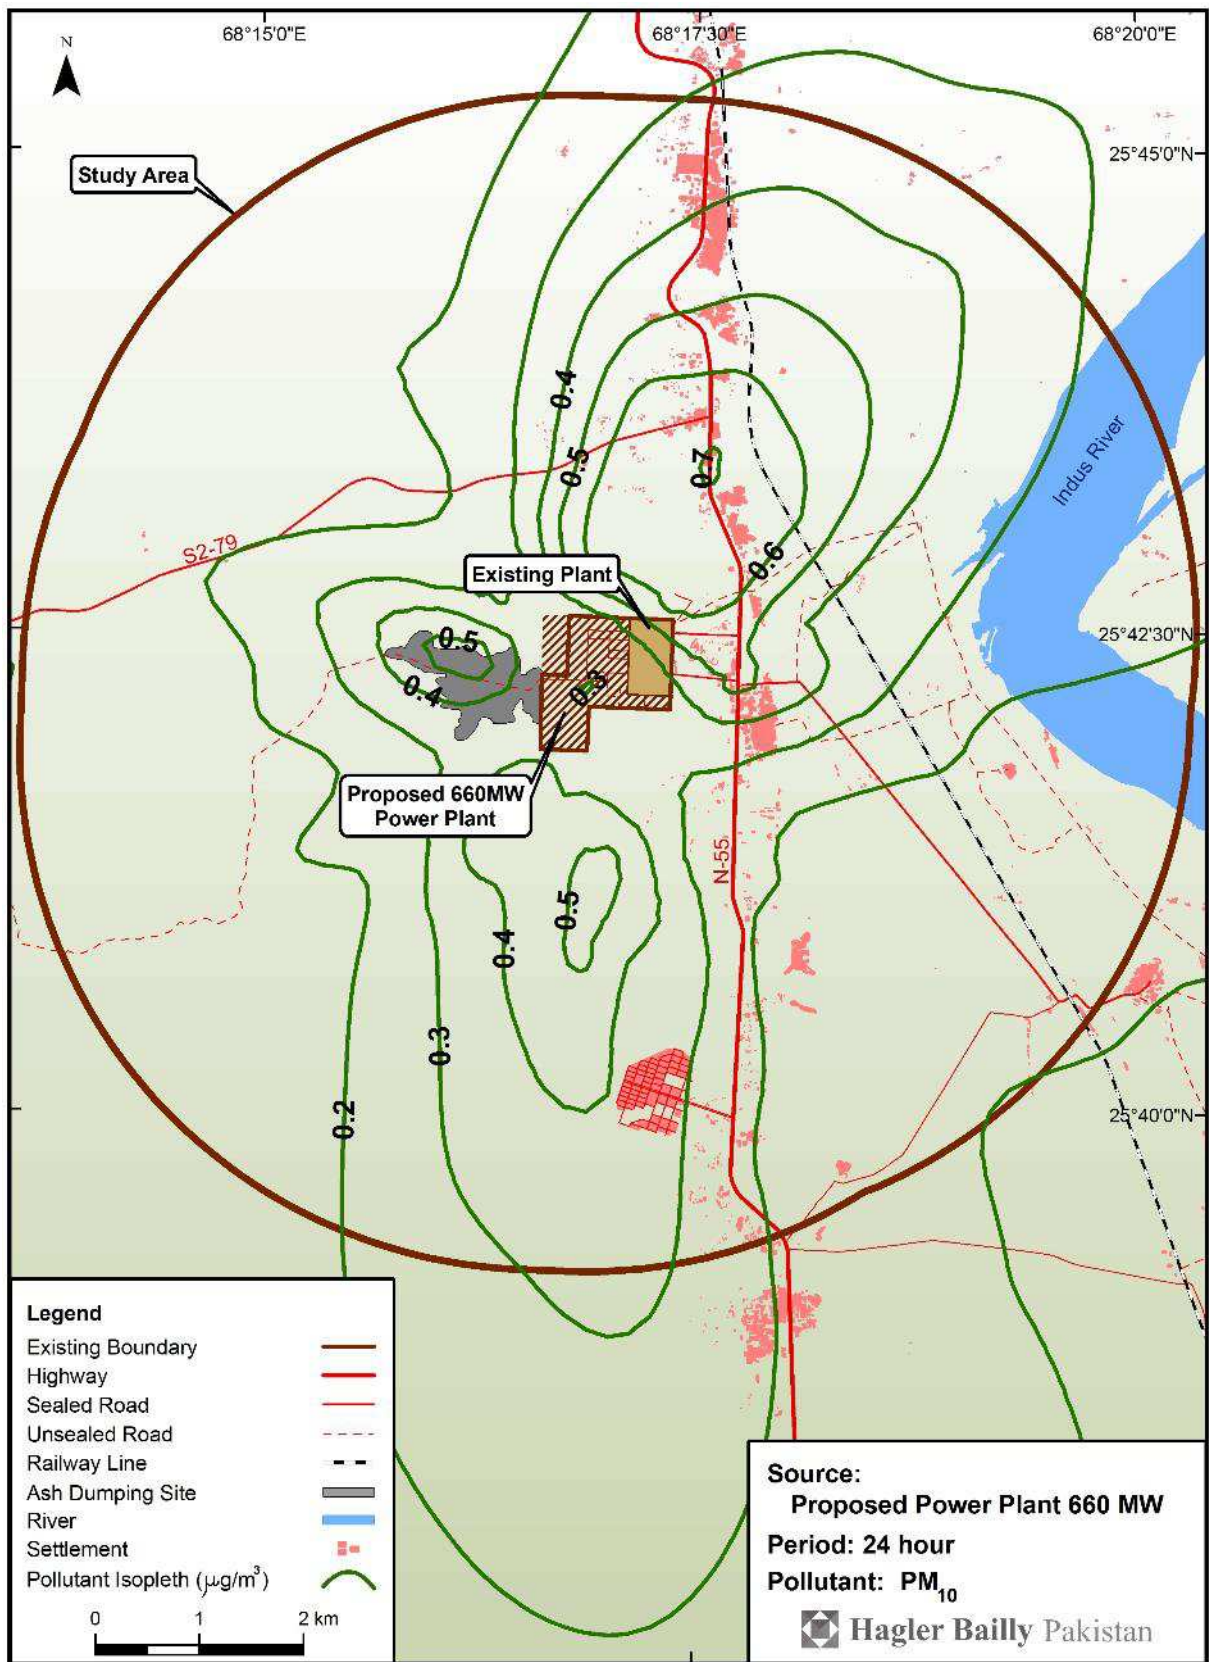 N
68°15'0"E
68°17'30"E
68°20'0"E
25°45'0"N
Study Area
Indus River
0.4
0.5
0.7
S2-79
0.6
Existing Plant
25°42'30"N
0.5
0.4
0.3
Proposed 660MW
Power Plant
N-55
0.5
0.4
0.3
0.2
25°40'0"N
Legend
Existing Boundary
Highway
Sealed Road
Unsealed Road
Railway Line
Ash Dumping Site
River
Settlement
Pollutant Isopleth (µg/m³)
0 1 2 km
Source:
Proposed Power Plant 660 MW
Period: 24 hour
Pollutant: PM₁₀
Hagler Bailly Pakistan